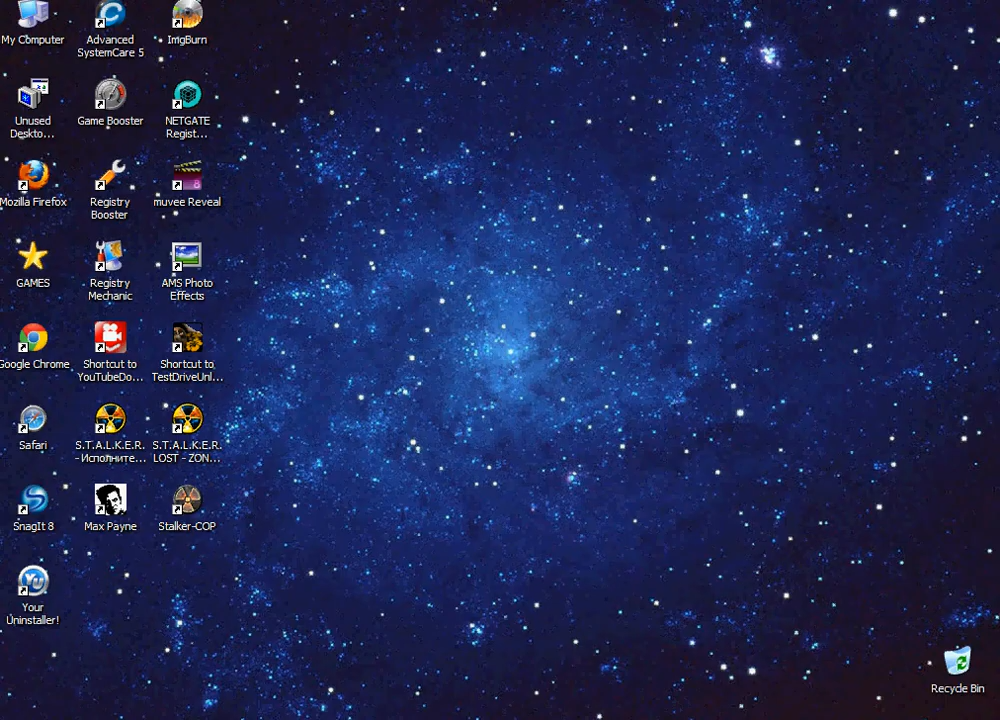 My Computer
Advanced
SystemCare 5
ImgBurn
Unused
Deskto...
Game Booster
NETGATE
Regist...
Mozilla Firefox
Registry
Booster
muvee Reveal
GAMES
Registry
Mechanic
AMS Photo
Effects
Google Chrome
Shortcut to
YouTubeDo...
Shortcut to
TestDriveUnl...
Safari
S.T.A.L.K.E.R.
- Исполните...
S.T.A.L.K.E.R.
LOST - ZON...
SnagIt 8
Max Payne
Stalker-COP
Yu
Your
Uninstaller!
Recycle Bin